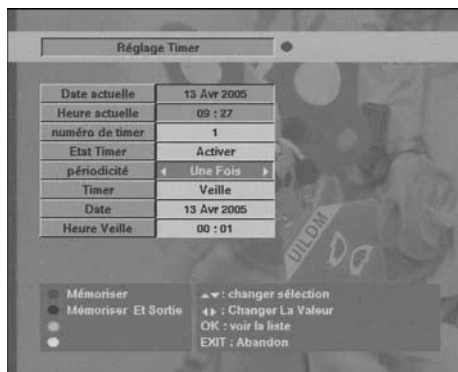 Réglage Timer
Date actuelle 13 Avr 2005
Heure actuelle 09 : 27
numéro de timer 1
Etat Timer Activer
périodicité Une Fois
Timer Veille
Date 13 Avr 2005
Heure Veille 00 : 01
UILDM
Mémoriser
Mémoriser Et Sortie
: changer sélection
: Changer La Valeur
OK : voir la liste
EXIT : Abandon